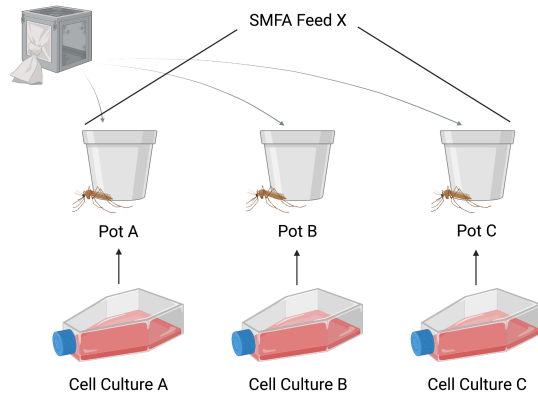 SMFA Feed X
Pot A
Pot B
Pot C
Cell Culture A
Cell Culture B
Cell Culture C